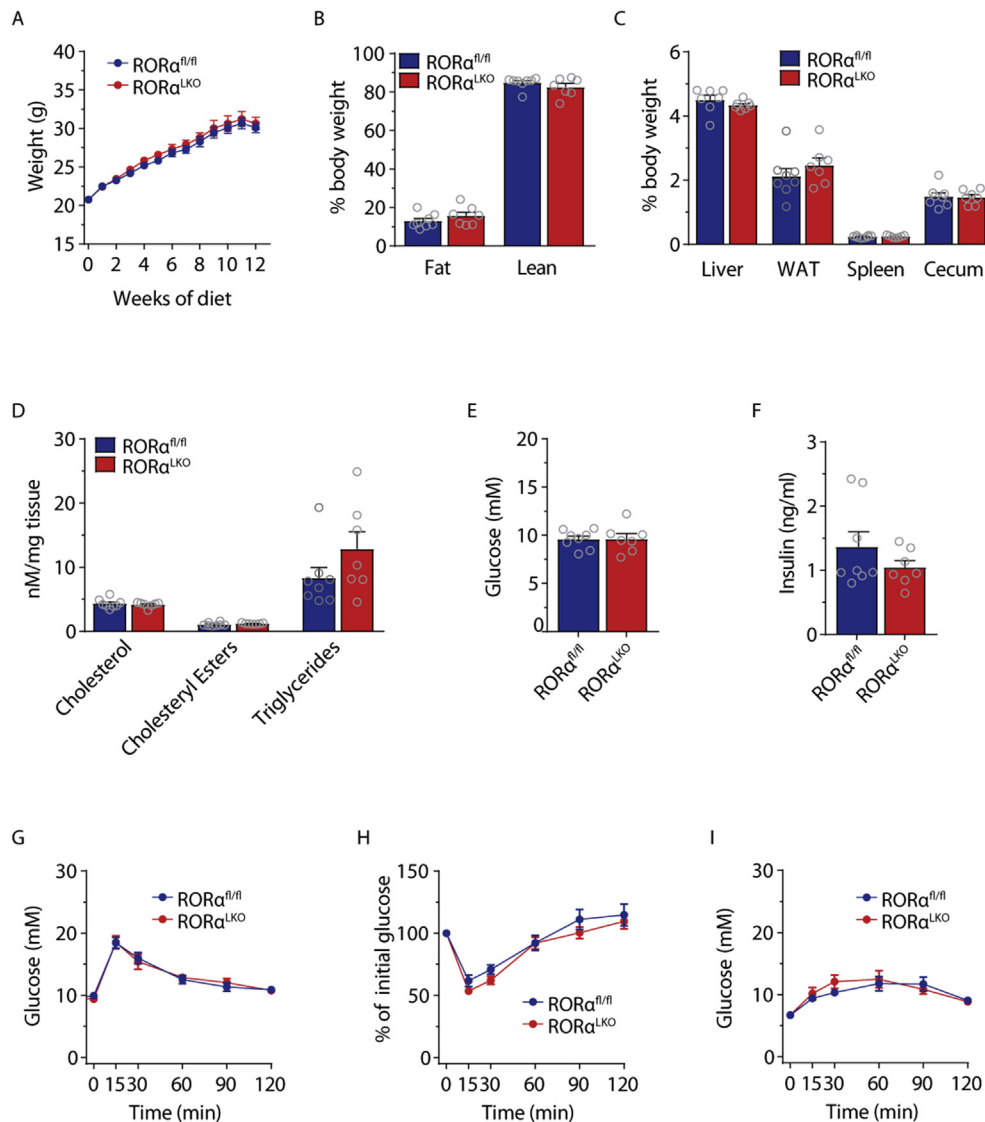 A
Weight (g)
40
35
30
25
20
15
0 2 4 6 8 10 12
Weeks of diet
RORα^fl/fl
RORα^LKO
B
% body weight
100
80
60
40
20
0
Fat Lean
RORα^fl/fl
RORα^LKO
C
% body weight
6
4
2
0
Liver WAT Spleen Cecum
RORα^fl/fl
RORα^LKO
D
nM/mg tissue
30
20
10
0
Cholesterol
Cholesteryl Esters
Triglycerides
RORα^fl/fl
RORα^LKO
E
Glucose (mM)
20
15
10
5
0
RORα^fl/fl
RORα^LKO
F
Insulin (ng/ml)
3
2
1
0
RORα^fl/fl
RORα^LKO
G
Glucose (mM)
30
20
10
0
0 15 30 60 90 120
Time (min)
RORα^fl/fl
RORα^LKO
H
% of initial glucose
150
100
50
0
0 15 30 60 90 120
Time (min)
RORα^fl/fl
RORα^LKO
I
Glucose (mM)
30
20
10
0
0 15 30 60 90 120
Time (min)
RORα^fl/fl
RORα^LKO